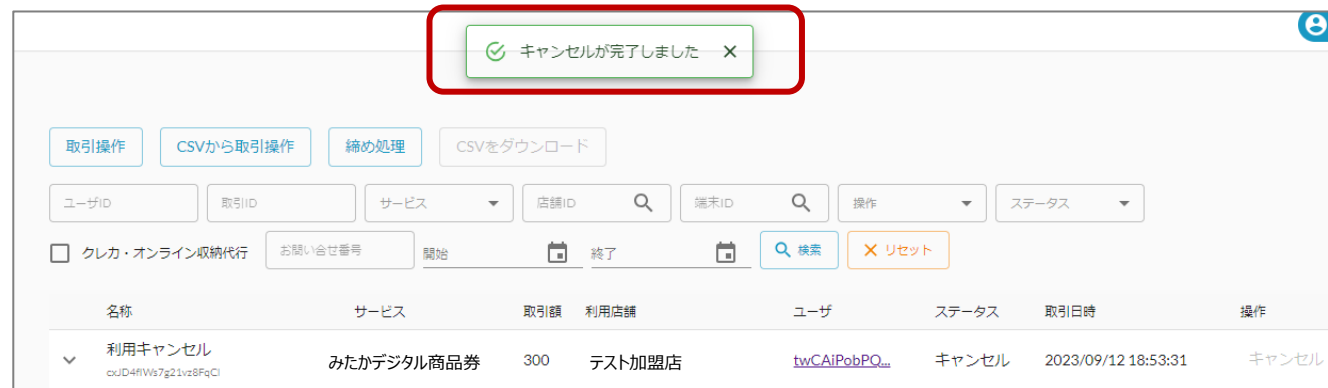 キャンセルが完了しました
取引操作 CSVから取引操作 締め処理 CSVをダウンロード
ユーザID 取引ID サービス 店舗ID 端末ID 操作 ステータス
クレカ・オンライン収納代行 お問い合せ番号 開始 終了 検索 リセット
名称 サービス 取引額 利用店舗 ユーザ ステータス 取引日時 操作
利用キャンセル みたかデジタル商品券 300 テスト加盟店 twCAiPobPQ... キャンセル 2023/09/12 18:53:31 キャンセル